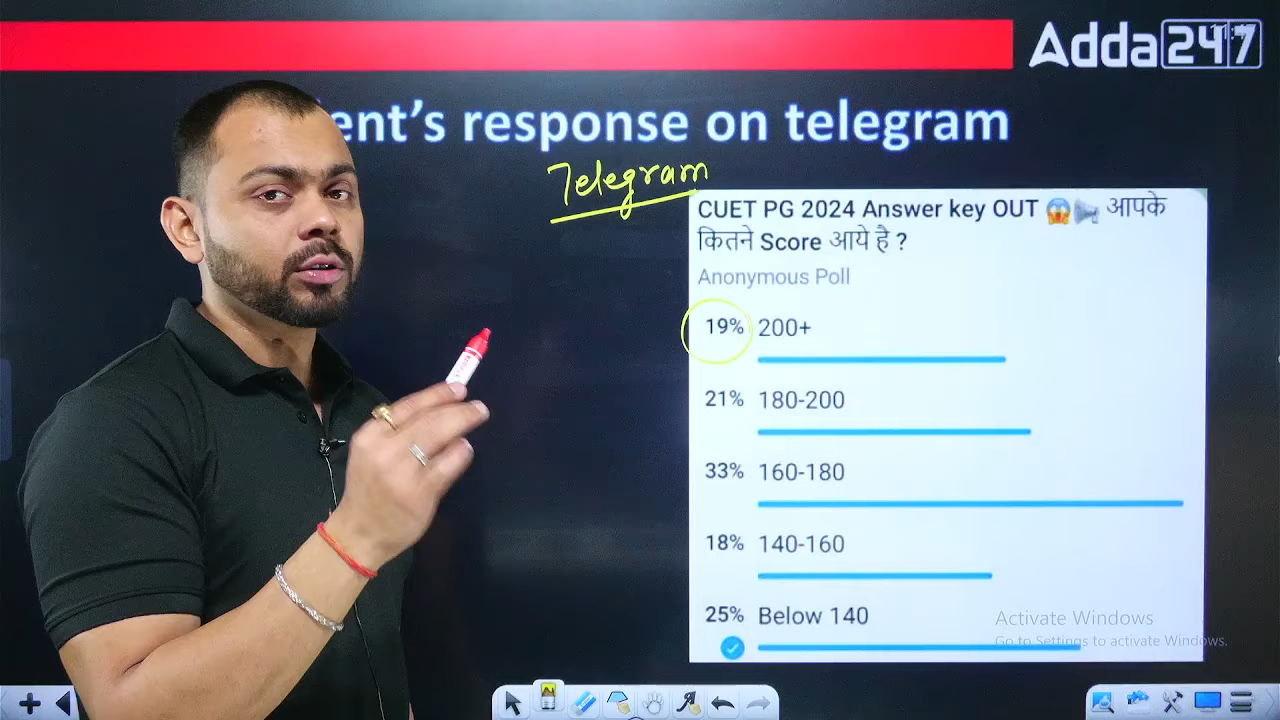 Adda247
ent’s response on telegram
Telegram
CUET PG 2024 Answer key OUT 😱📢 आपके
कितने Score आये है ?
Anonymous Poll
19% 200+
21% 180-200
33% 160-180
18% 140-160
25% Below 140
Activate Windows
Go to Settings to activate Windows.